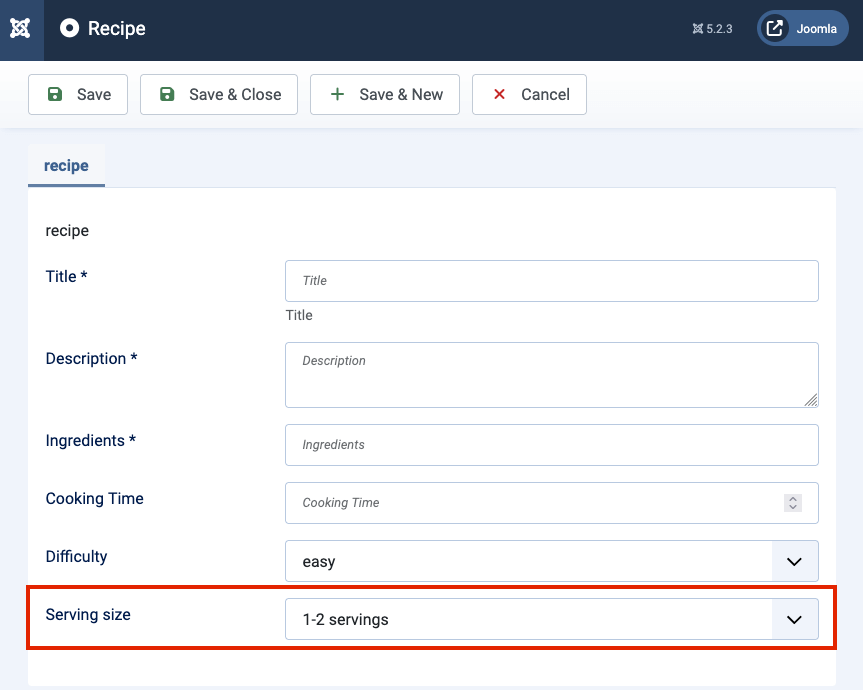 Recipe
5.2.3
Joomla
Save
Save & Close
Save & New
Cancel
recipe
recipe
Title *
Title
Title
Description *
Description
Ingredients *
Ingredients
Cooking Time
Cooking Time
Difficulty
easy
Serving size
1-2 servings